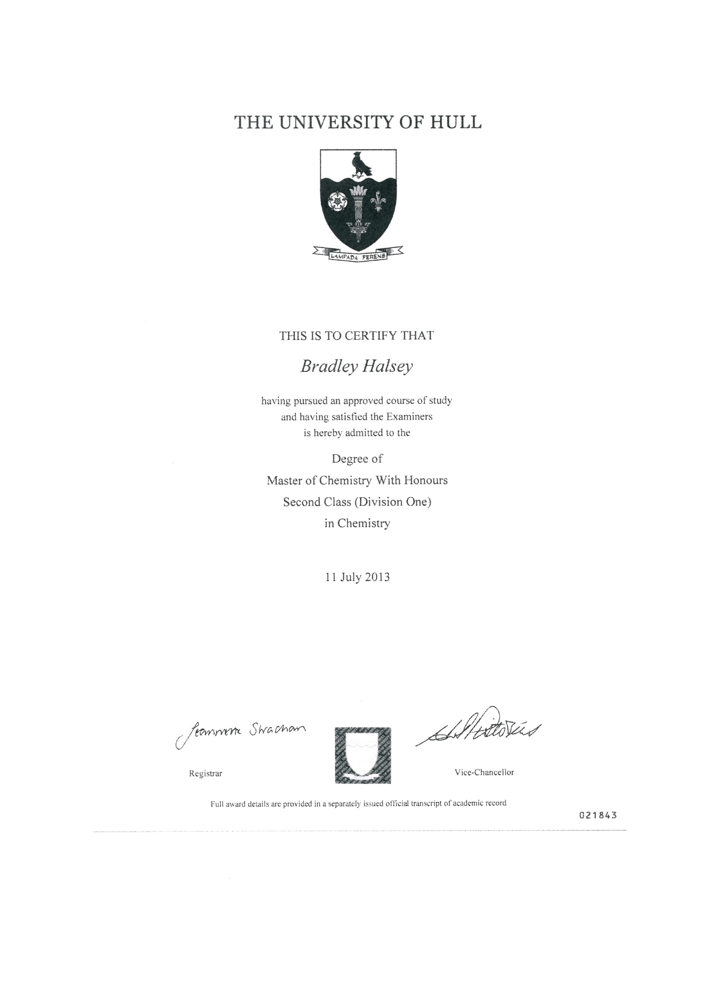 THE UNIVERSITY OF HULL
LAMPADA FERENS
THIS IS TO CERTIFY THAT
Bradley Halsey
having pursued an approved course of study
and having satisfied the Examiners
is hereby admitted to the
Degree of
Master of Chemistry With Honours
Second Class (Division One)
in Chemistry
11 July 2013
Jeannette Strachan
Registrar
Vice-Chancellor
Full award details are provided in a separately issued official transcript of academic record
021843